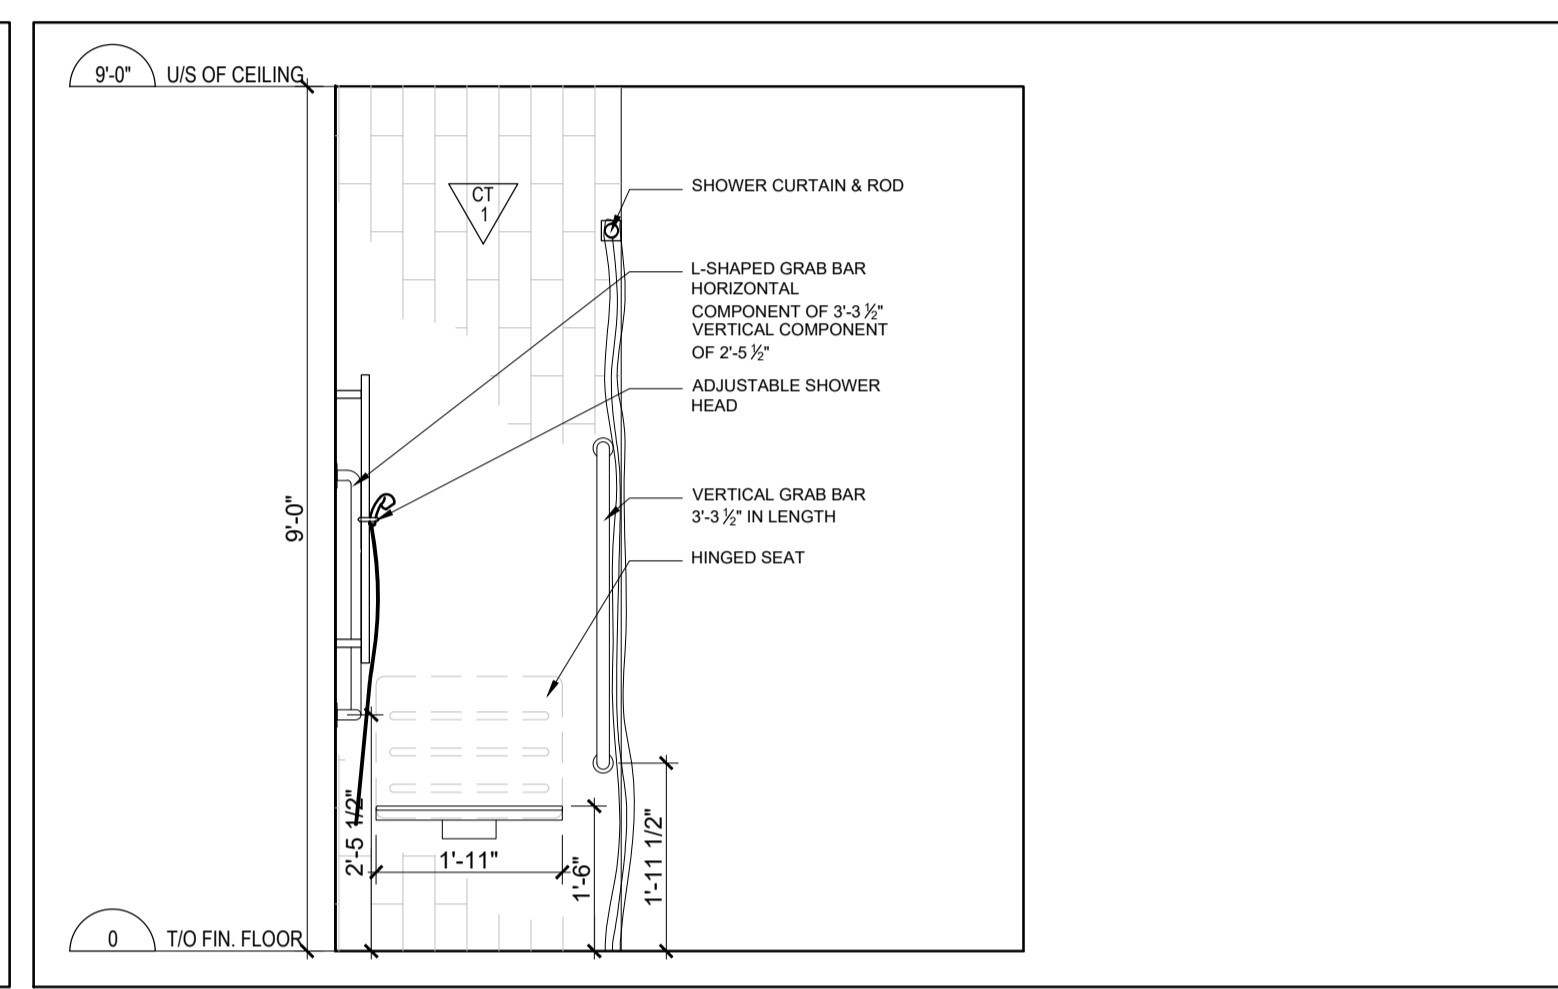 9'-0" U/S OF CEILING
CT
1
SHOWER CURTAIN & ROD
L-SHAPED GRAB BAR
HORIZONTAL
COMPONENT OF 3'-3 ½"
VERTICAL COMPONENT
OF 2'-5 ½"
ADJUSTABLE SHOWER
HEAD
VERTICAL GRAB BAR
3'-3 ½" IN LENGTH
HINGED SEAT
9'-0"
2'-5 1/2"
1'-11"
1'-6"
1'-11 1/2"
0 T/O FIN. FLOOR